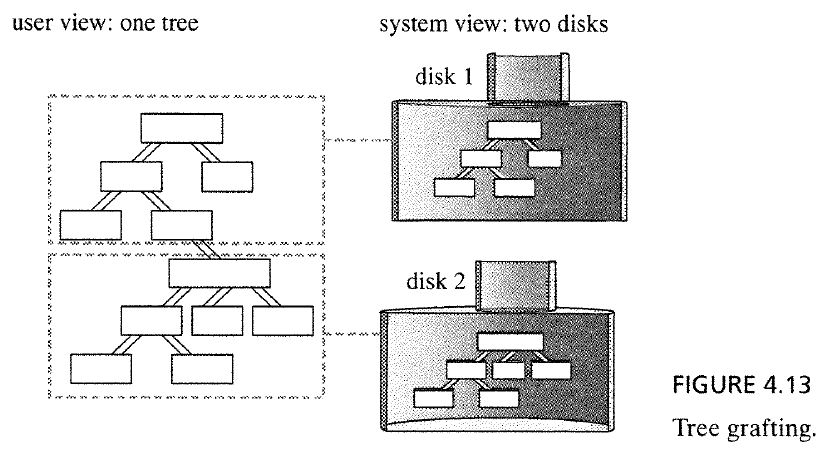 user view: one tree
system view: two disks
disk 1
disk 2
FIGURE 4.13
Tree grafting.